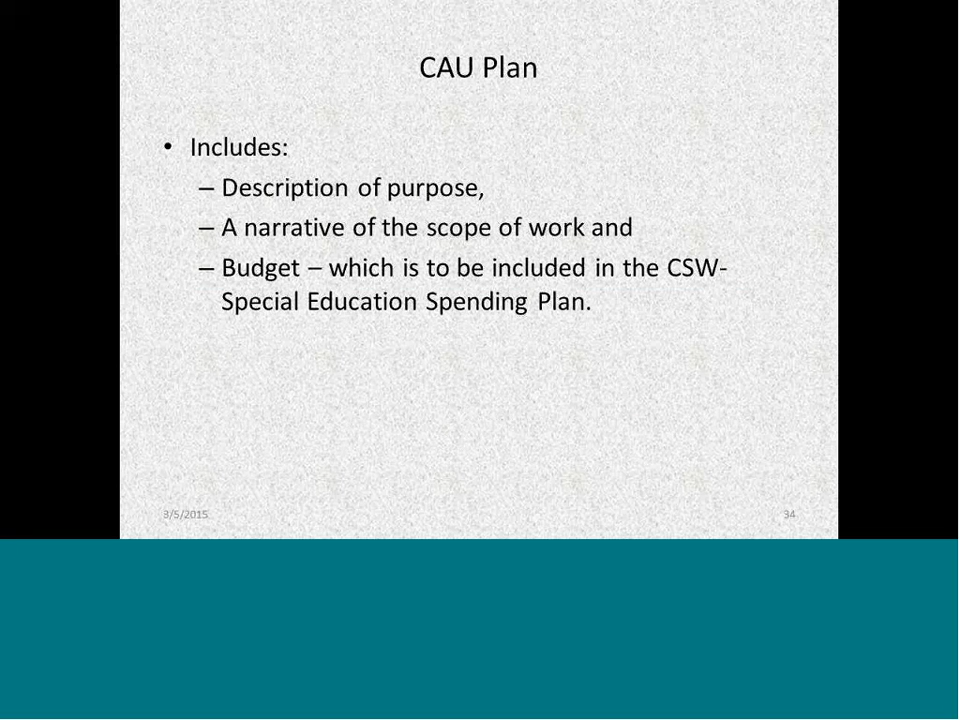 CAU Plan
• Includes:
– Description of purpose,
– A narrative of the scope of work and
– Budget – which is to be included in the CSW-
Special Education Spending Plan.
3/5/2015
34